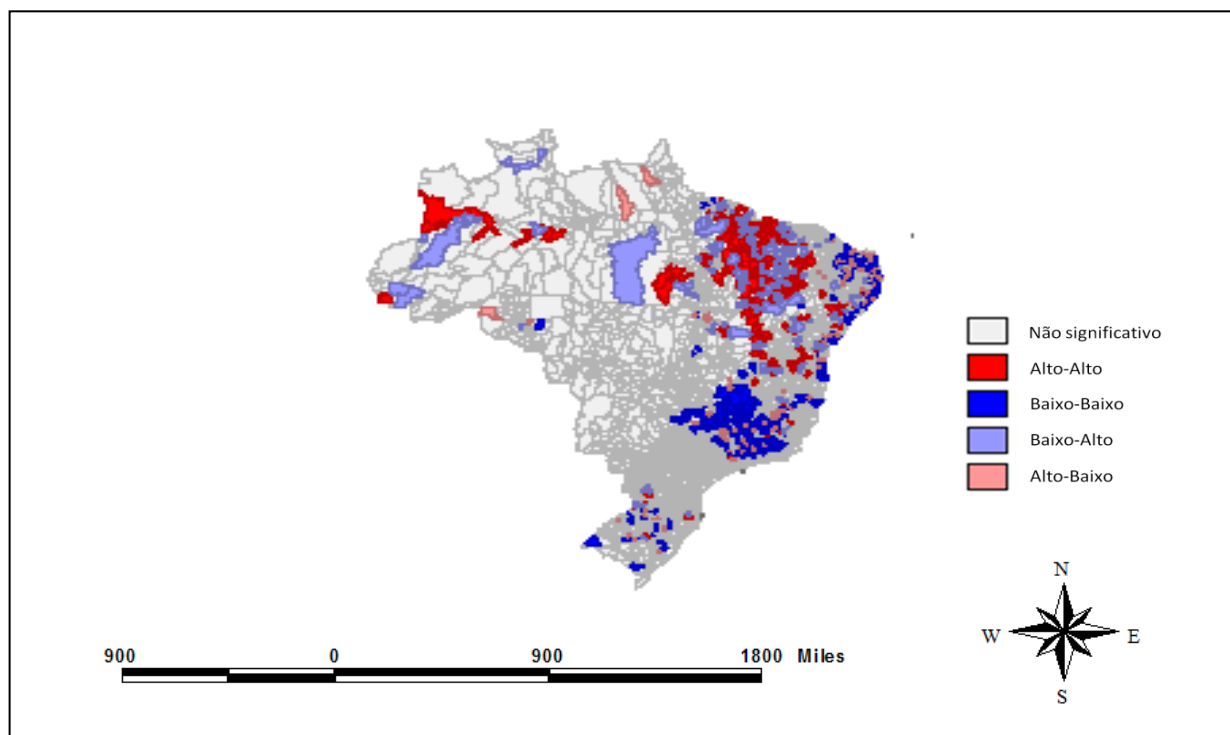 Não significativo
Alto-Alto
Baixo-Baixo
Baixo-Alto
Alto-Baixo
N
W E
S
900 0 900 1800 Miles